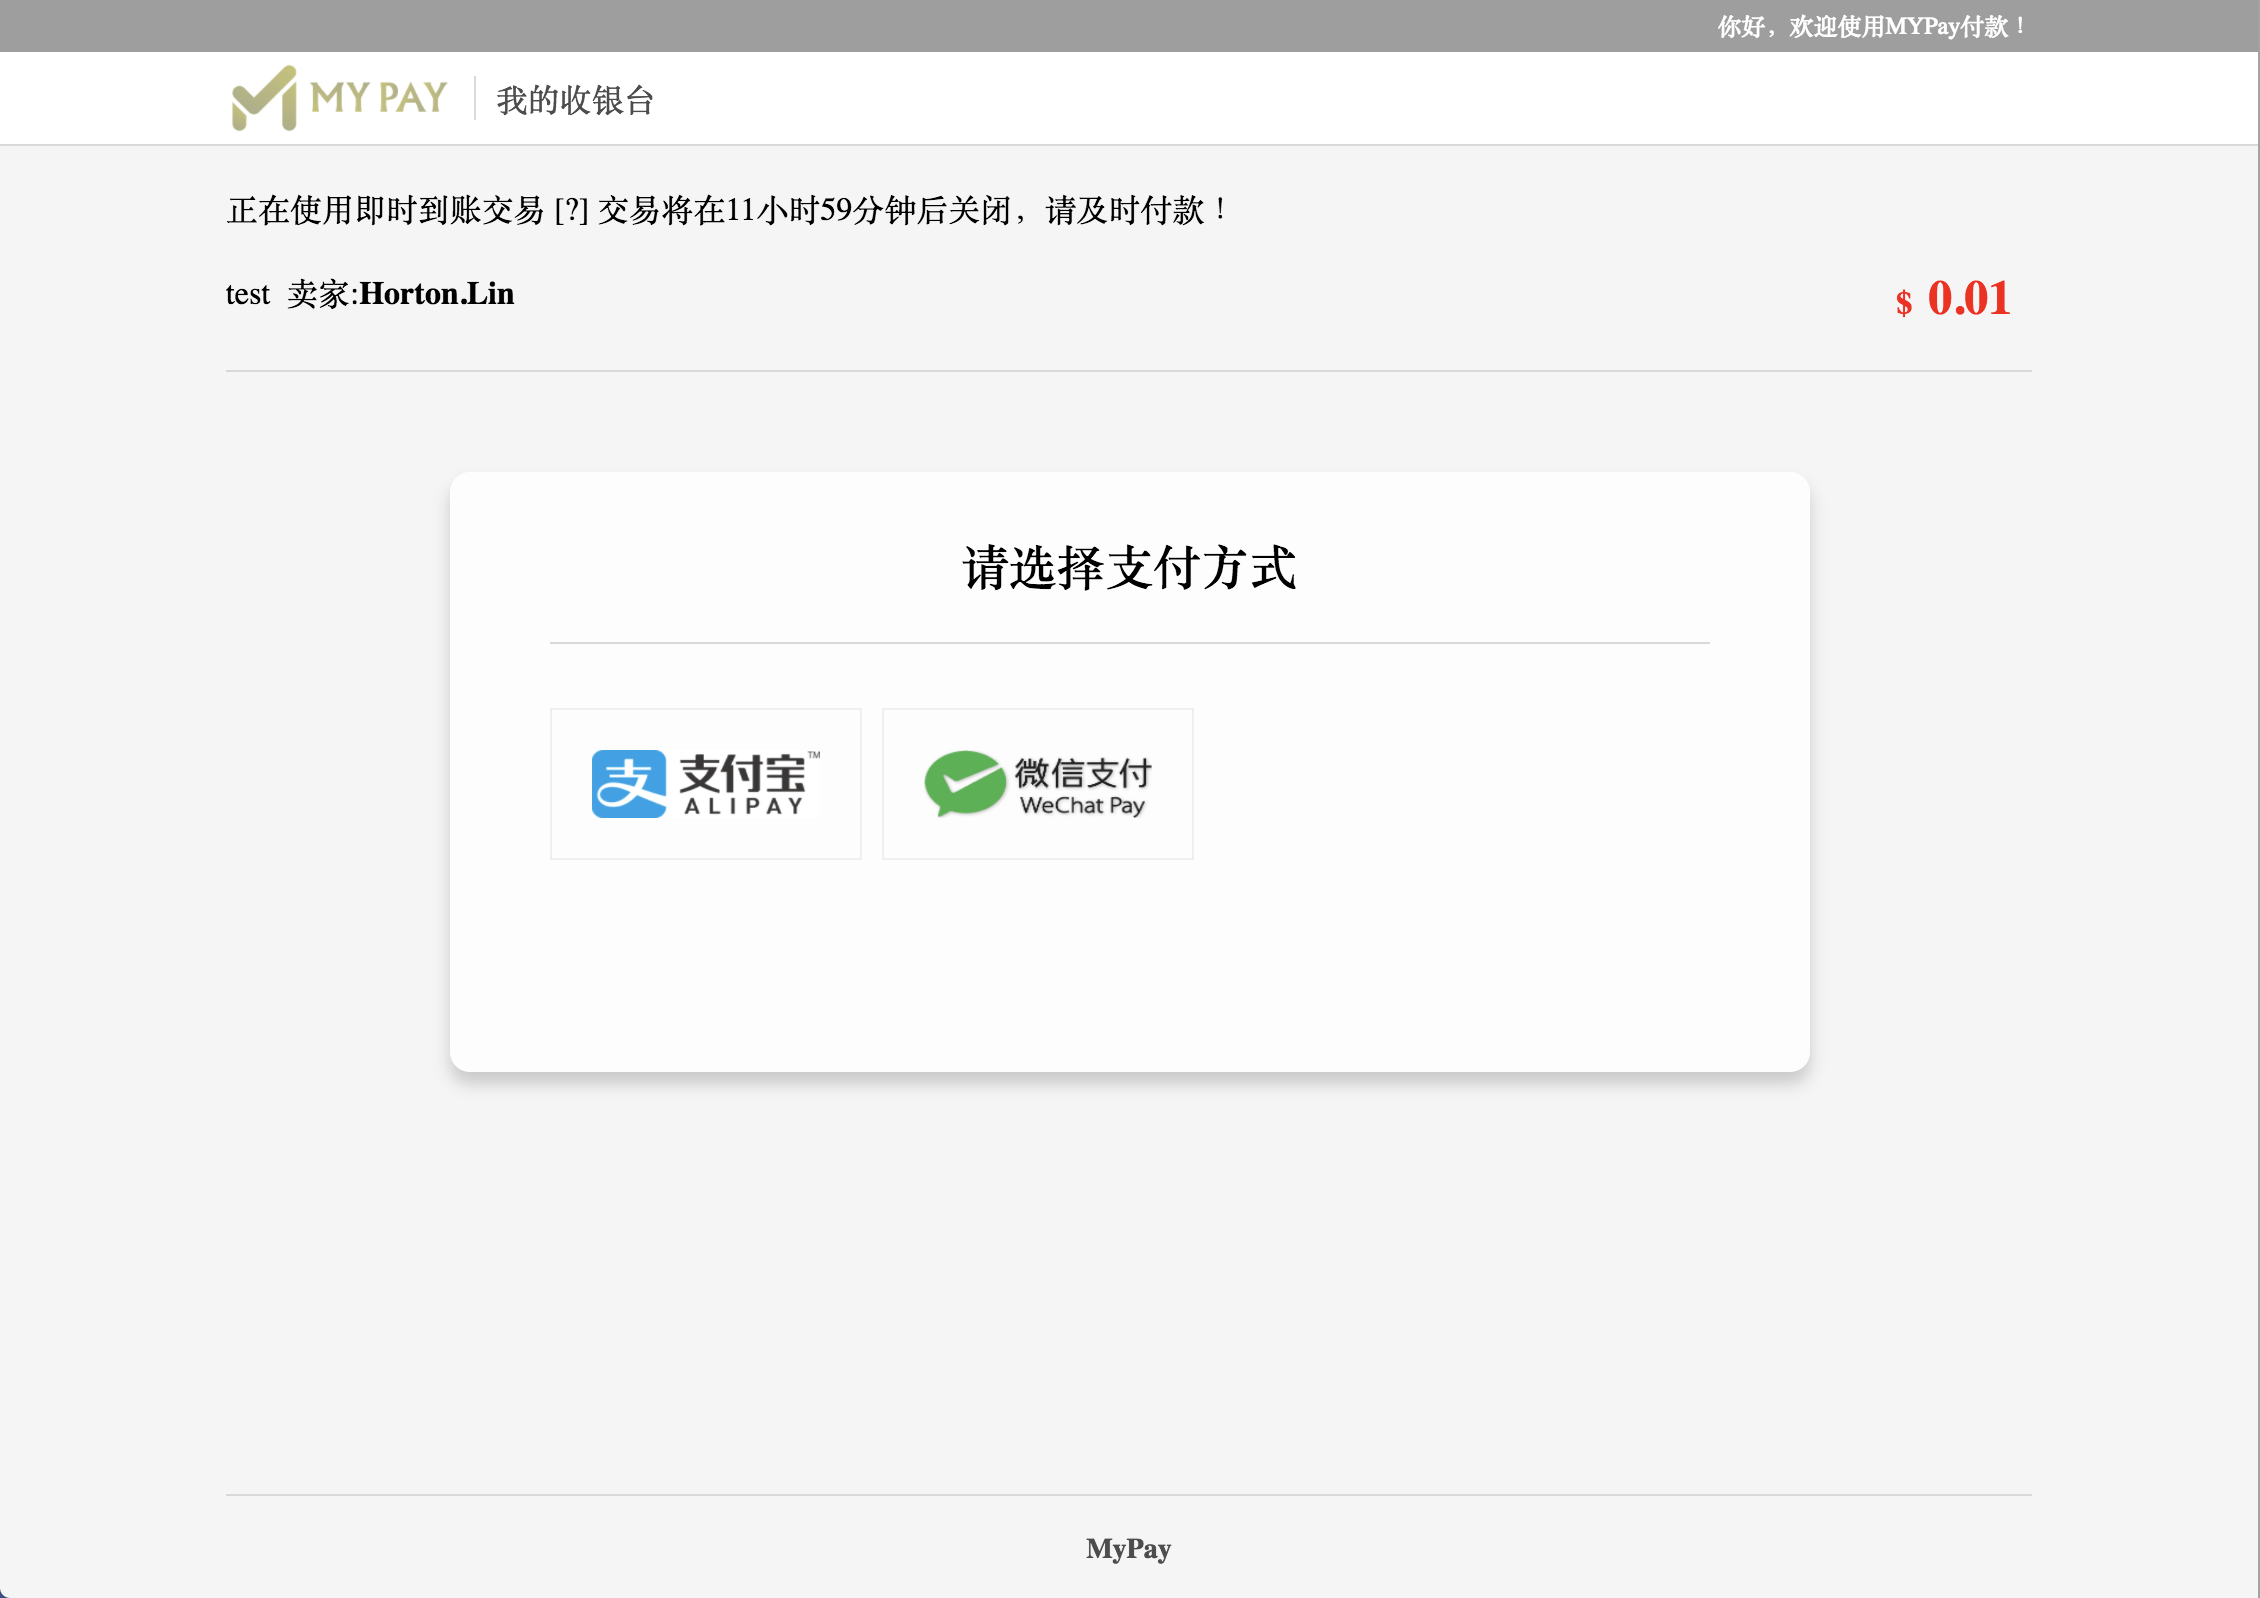 你好，欢迎使用MYPay付款！
MY PAY 我的收银台
正在使用即时到账交易 [?] 交易将在11小时59分钟后关闭，请及时付款！
test 卖家:Horton.Lin
$ 0.01
请选择支付方式
支 支付宝™
ALIPAY
微信支付
WeChat Pay
MyPay